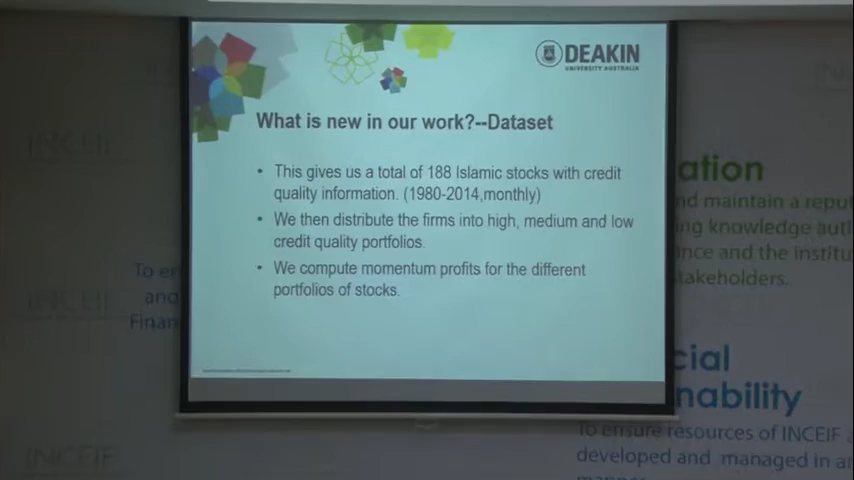 DEAKIN
UNIVERSITY AUSTRALIA
What is new in our work?--Dataset
• This gives us a total of 188 Islamic stocks with credit
quality information. (1980-2014,monthly)
• We then distribute the firms into high, medium and low
credit quality portfolios.
• We compute momentum profits for the different
portfolios of stocks.
INCEIF
INCEIF
INCEIF
To en
and
Finan
ation
nd maintain a reput
ng knowledge auth
nce and the institu
takeholders.
cial
nability
To ensure resources of INCEIF a
developed and managed in an
manner